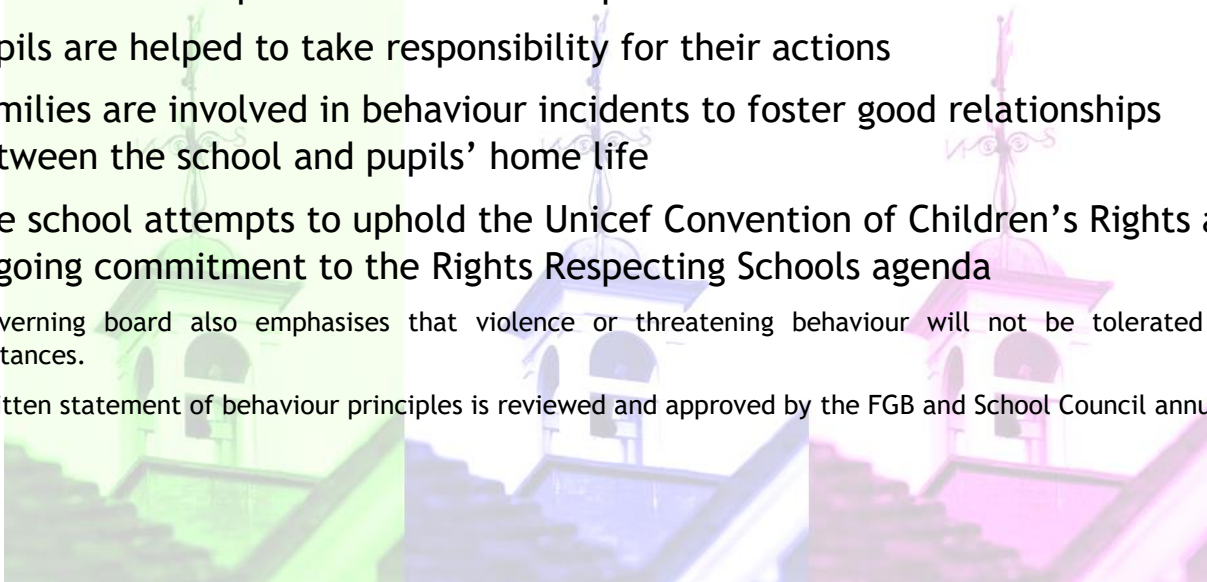 pils are helped to take responsibility for their actions
milies are involved in behaviour incidents to foster good relationships
tween the school and pupils' home life
e school attempts to uphold the Unicef Convention of Children's Rights a
going commitment to the Rights Respecting Schools agenda
verning board also emphasises that violence or threatening behaviour will not be tolerated
tances.
tten statement of behaviour principles is reviewed and approved by the FGB and School Council annu